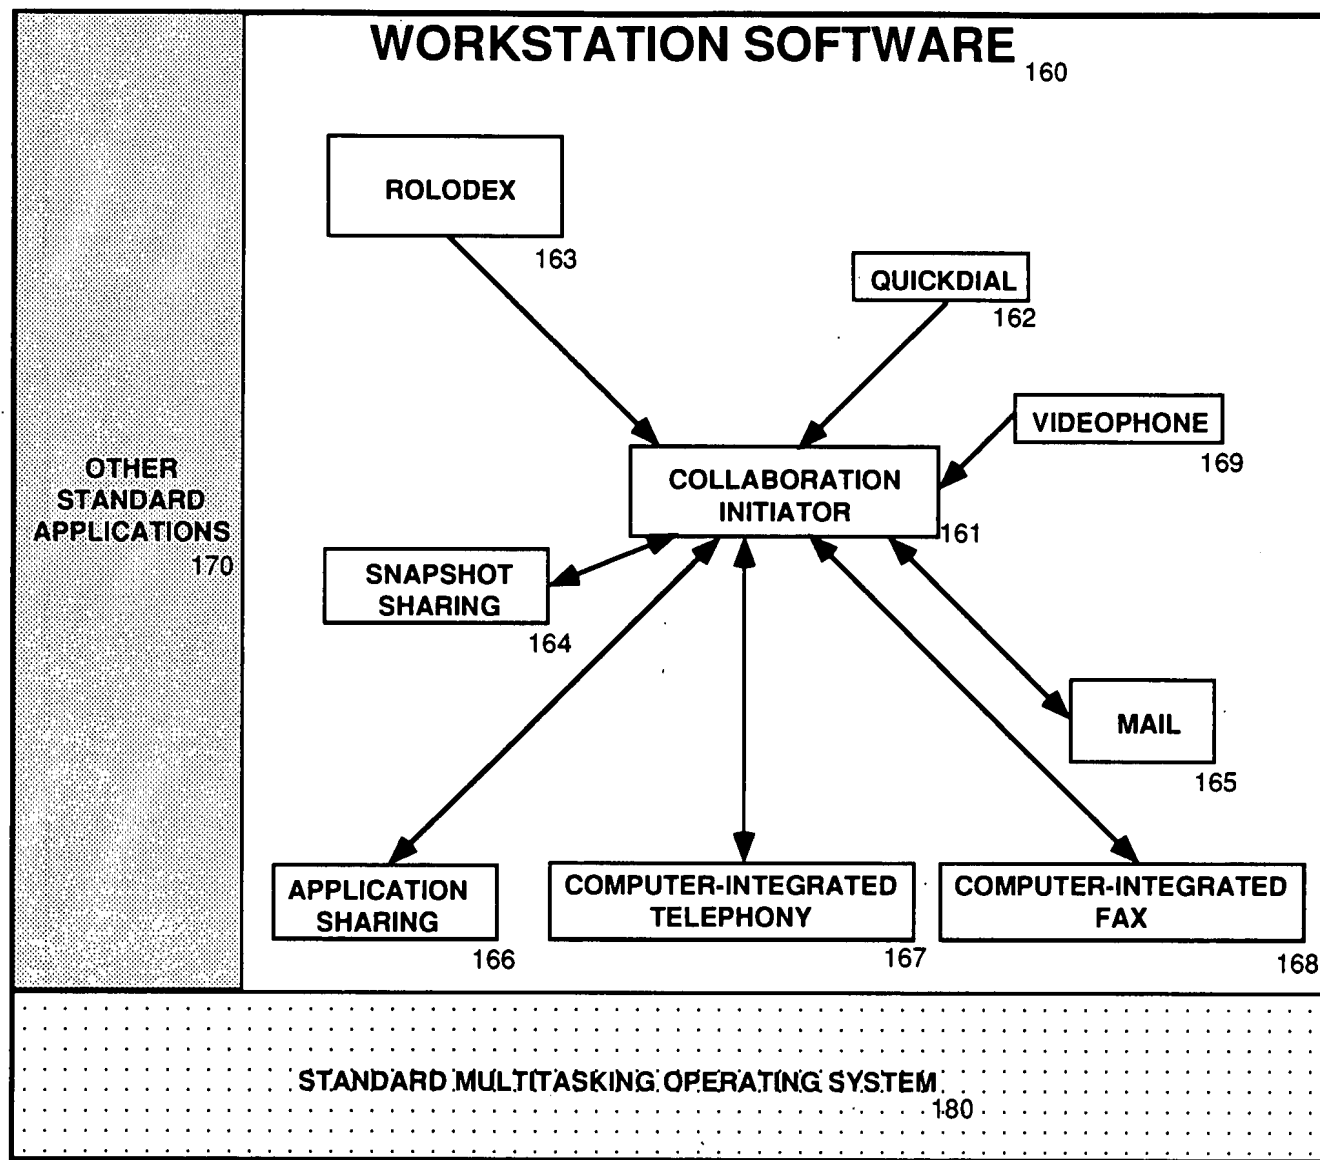 WORKSTATION SOFTWARE
160
ROLODEX
163
QUICKDIAL
162
VIDEOPHONE
169
COLLABORATION
INITIATOR
161
OTHER
STANDARD
APPLICATIONS
170
SNAPSHOT
SHARING
164
MAIL
165
APPLICATION
SHARING
166
COMPUTER-INTEGRATED
TELEPHONY
167
COMPUTER-INTEGRATED
FAX
168
STANDARD MULTITASKING OPERATING SYSTEM
180